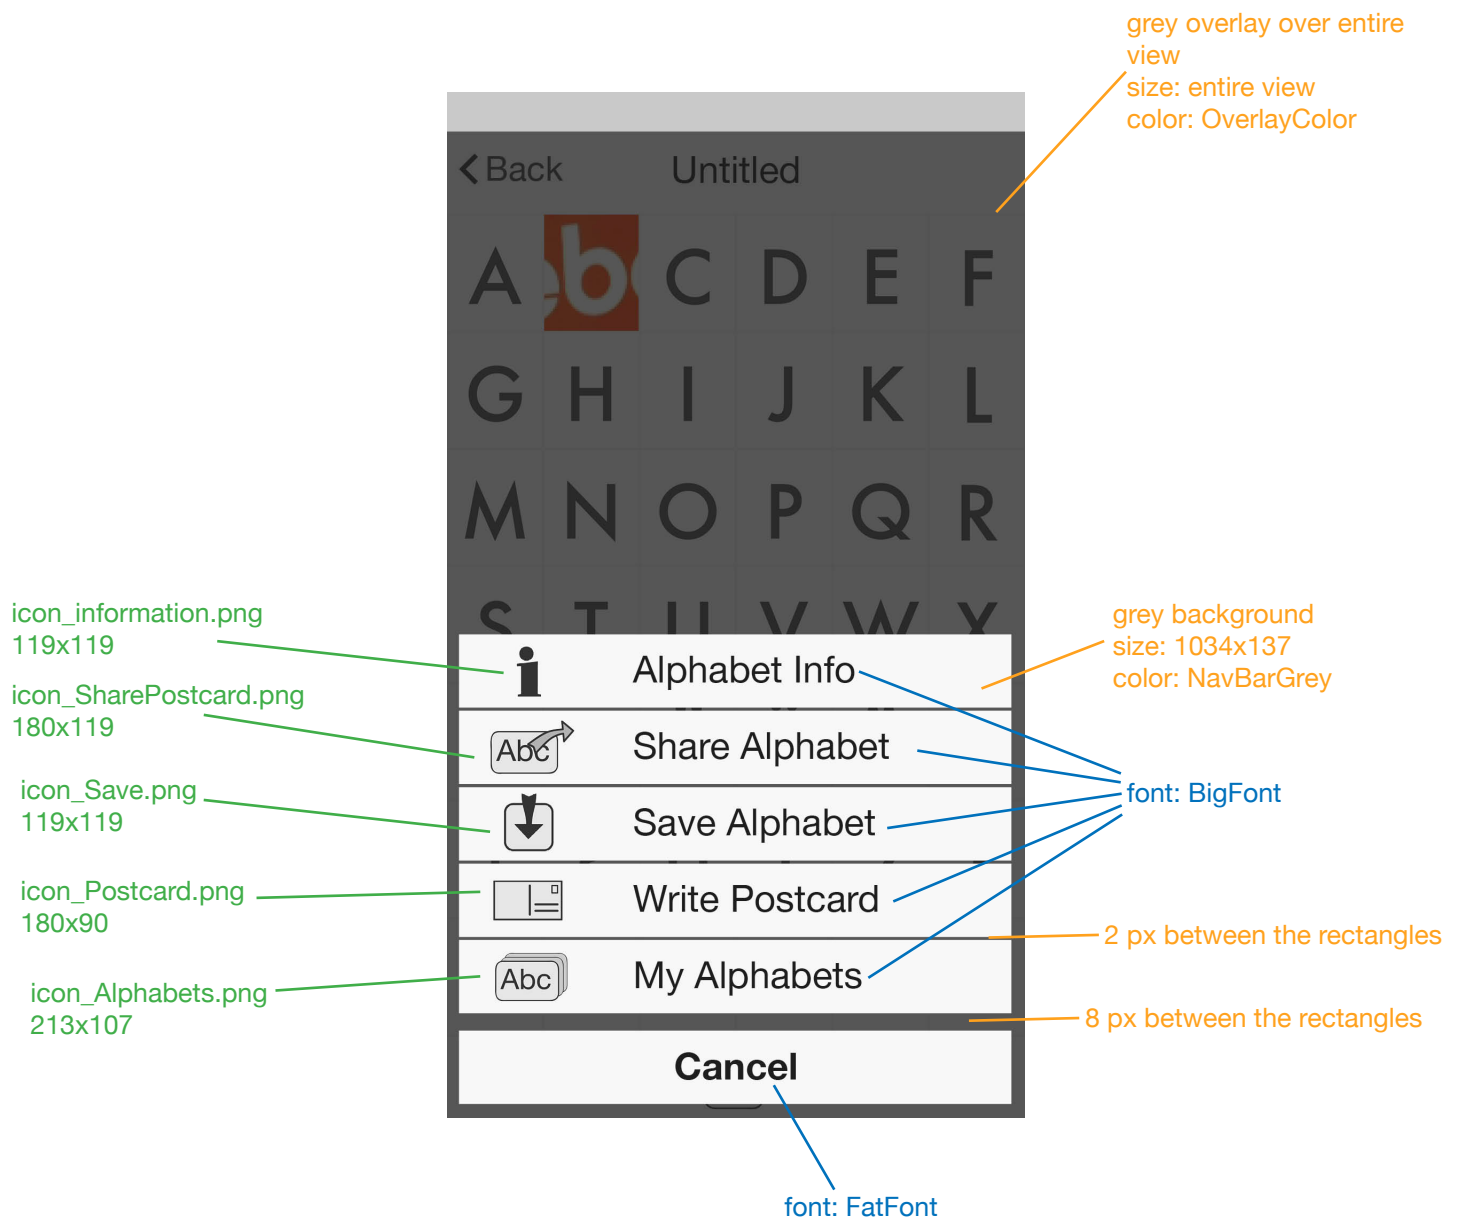 grey overlay over entire
view
size: entire view
color: OverlayColor
Back
Untitled
A b C D E F
G H I J K L
M N O P Q R
S T U V W X
icon_information.png
119x119
Alphabet Info
grey background
size: 1034x137
color: NavBarGrey
icon_SharePostcard.png
180x119
Abc
Share Alphabet
icon_Save.png
119x119
Save Alphabet
font: BigFont
icon_Postcard.png
180x90
Write Postcard
2 px between the rectangles
icon_Alphabets.png
213x107
Abc
My Alphabets
8 px between the rectangles
Cancel
font: FatFont